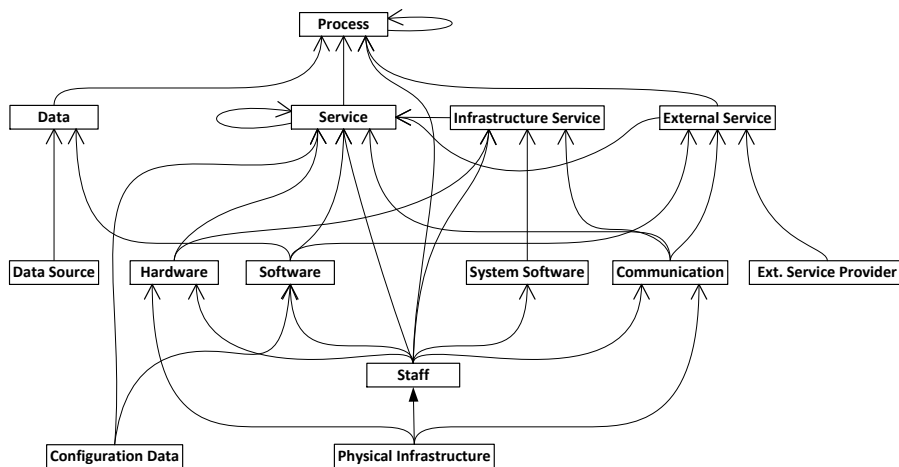 Process
Data
Service
Infrastructure Service
External Service
Data Source
Hardware
Software
System Software
Communication
Ext. Service Provider
Staff
Configuration Data
Physical Infrastructure